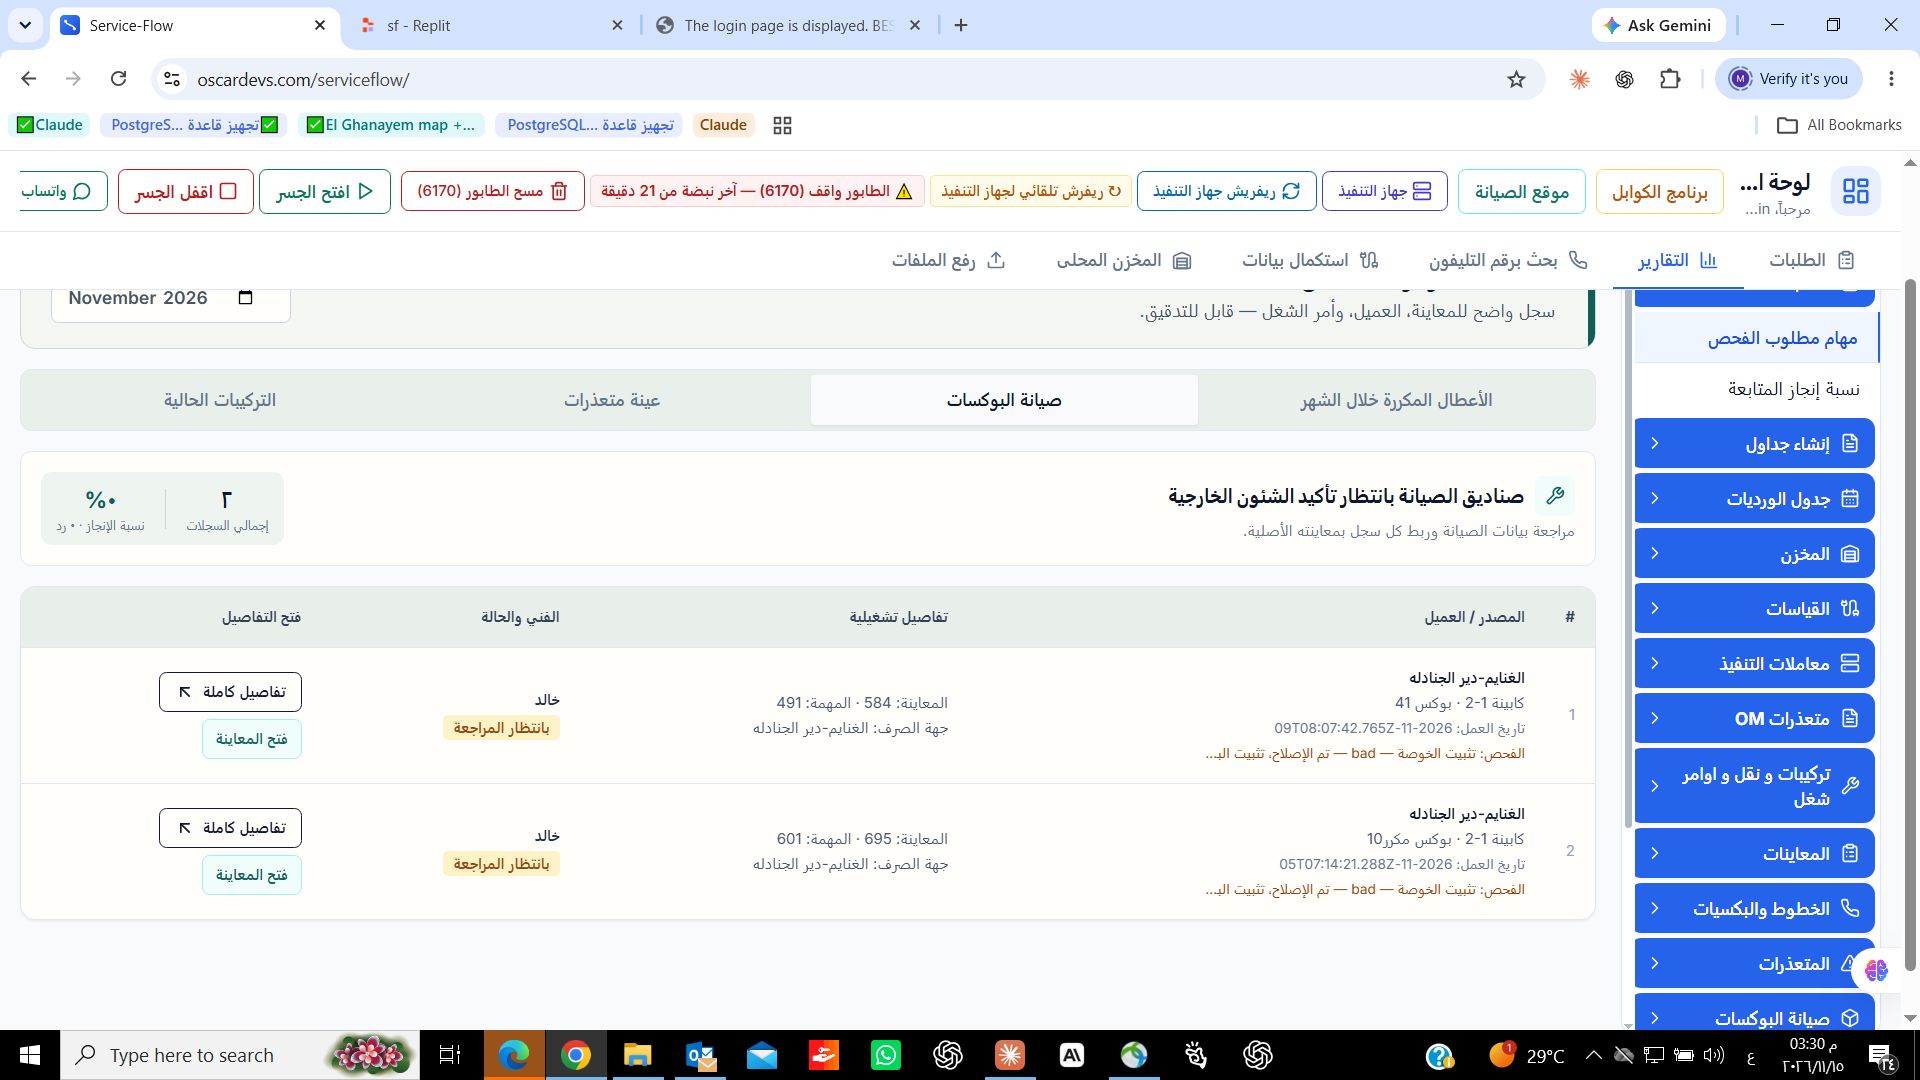 Service-Flow
sf - Replit
The login page is displayed. BES
Ask Gemini
oscardevs.com/serviceflow/
Verify it's you
✅Claude
تجهيز قاعدة ...PostgreS✅
✅El Ghanayem map +...
تجهيز قاعدة ...PostgreSQL
Claude
All Bookmarks
لوحة ا...
مرحباً، in...
برنامج الكوابل
موقع الصيانة
جهاز التنفيذ
ريفريش جهاز التنفيذ
↻ ريفرش تلقائي لجهاز التنفيذ
⚠ الطابور واقف (6170) — آخر نبضة من 21 دقيقة
مسح الطابور (6170)
افتح الجسر
اقفل الجسر
واتساب
الطلبات
التقارير
بحث برقم التليفون
استكمال بيانات
المخزن المحلى
رفع الملفات
November 2026
سجل واضح للمعاينة، العميل، وأمر الشغل — قابل للتدقيق.
الأعطال المكررة خلال الشهر
صيانة البوكسات
عينة متعذرات
التركيبات الحالية
صناديق الصيانة بانتظار تأكيد الشئون الخارجية
مراجعة بيانات الصيانة وربط كل سجل بمعاينته الأصلية.
٢
إجمالي السجلات
٠%
نسبة الإنجاز · ٠ رد
#
المصدر / العميل
تفاصيل تشغيلية
الفني والحالة
فتح التفاصيل
1
الغنايم-دير الجنادله
كابينة 1-2 · بوكس 41
تاريخ العمل: 2026-11-09T08:07:42.765Z
الفحص: تثبيت الخوصة — bad — تم الإصلاح، تثبيت البـ...
المعاينة: 584 · المهمة: 491
جهة الصرف: الغنايم-دير الجنادله
خالد
بانتظار المراجعة
تفاصيل كاملة
فتح المعاينة
2
الغنايم-دير الجنادله
كابينة 1-2 · بوكس مكرر10
تاريخ العمل: 2026-11-05T07:14:21.288Z
الفحص: تثبيت الخوصة — bad — تم الإصلاح، تثبيت البـ...
المعاينة: 695 · المهمة: 601
جهة الصرف: الغنايم-دير الجنادله
خالد
بانتظار المراجعة
تفاصيل كاملة
فتح المعاينة
مهام مطلوب الفحص
نسبة إنجاز المتابعة
إنشاء جداول
جدول الورديات
المخزن
القياسات
معاملات التنفيذ
متعذرات OM
تركيبات و نقل و اوامر
شغل
المعاينات
الخطوط والبكسيات
المتعذرات
صيانة البوكسات
Type here to search
1
29°C
ع
03:30 م
٢٠٢٦/١١/١٥
٢٤